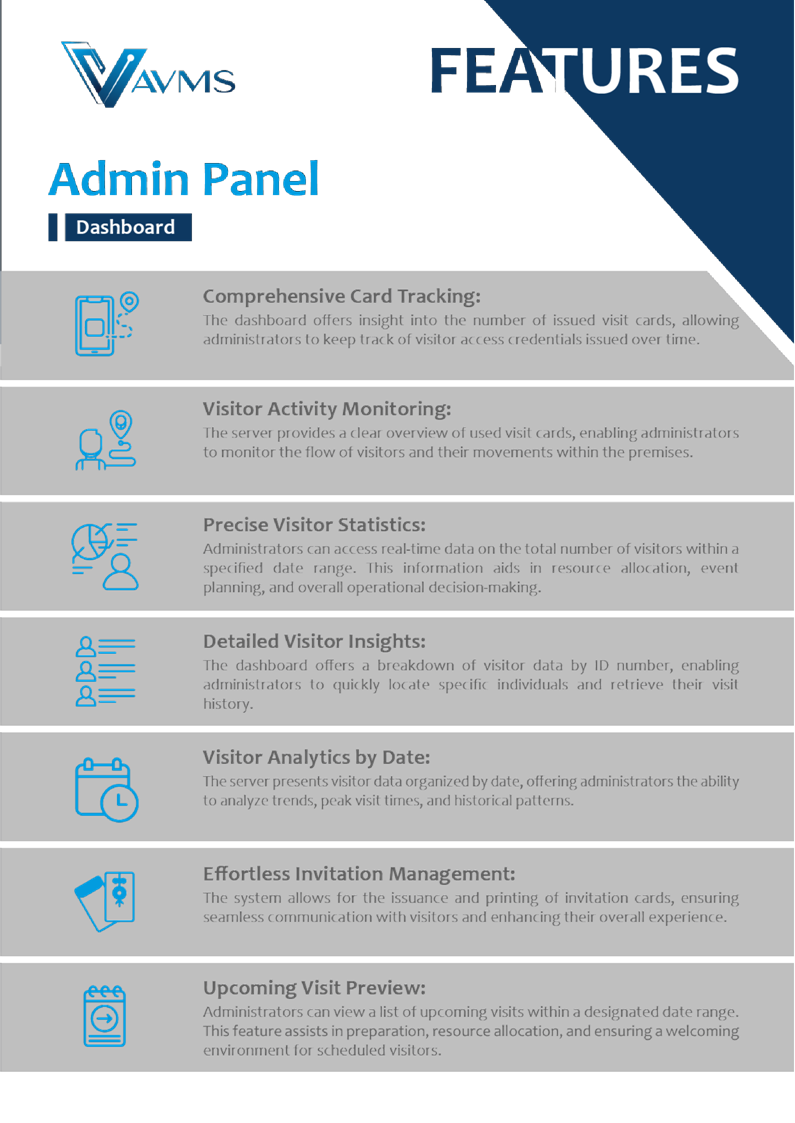 VAVMS
FEATURES
Admin Panel
Dashboard
Comprehensive Card Tracking:
The dashboard offers insight into the number of issued visit cards, allowing
administrators to keep track of visitor access credentials issued over time.
Visitor Activity Monitoring:
The server provides a clear overview of used visit cards, enabling administrators
to monitor the flow of visitors and their movements within the premises.
Precise Visitor Statistics:
Administrators can access real-time data on the total number of visitors within a
specified date range. This information aids in resource allocation, event
planning, and overall operational decision-making.
Detailed Visitor Insights:
The dashboard offers a breakdown of visitor data by ID number, enabling
administrators to quickly locate specific individuals and retrieve their visit
history.
Visitor Analytics by Date:
The server presents visitor data organized by date, offering administrators the ability
to analyze trends, peak visit times, and historical patterns.
Effortless Invitation Management:
The system allows for the issuance and printing of invitation cards, ensuring
seamless communication with visitors and enhancing their overall experience.
Upcoming Visit Preview:
Administrators can view a list of upcoming visits within a designated date range.
This feature assists in preparation, resource allocation, and ensuring a welcoming
environment for scheduled visitors.